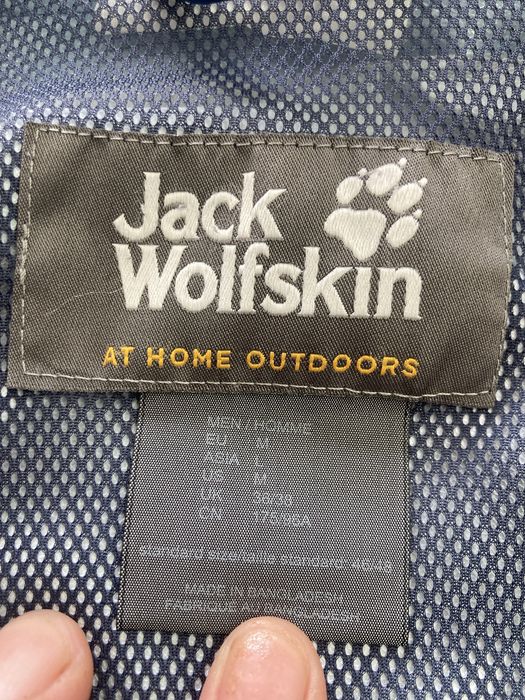 Jack
Wolfskin
AT HOME OUTDOORS
MEN / HOMME
EU M
ASIA L
US M
UK 38/39
CN 175/96A
standard size/taille standard: 46/48
MADE IN BANGLADESH
FABRIQUE AU BANGLADESH